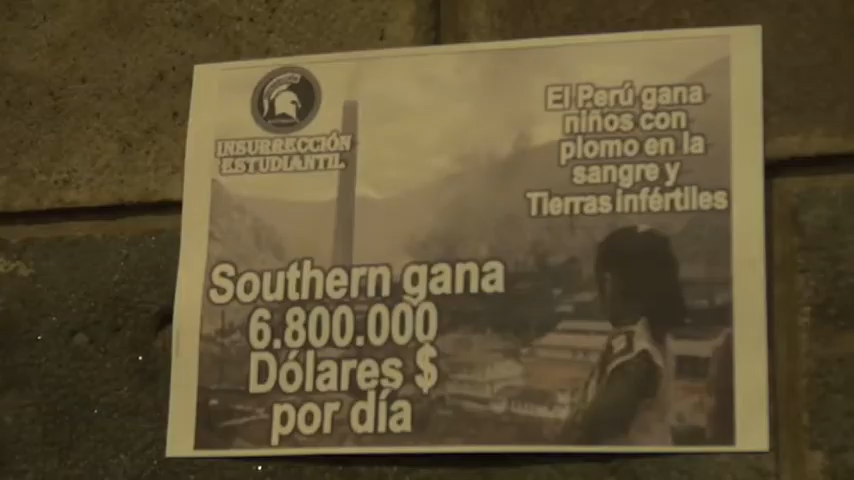 INSURRECCIÓN
ESTUDIANTIL
El Perú gana
niños con
plomo en la
sangre y
Tierras infértiles
Southern gana
6.800.000
Dólares $
por día